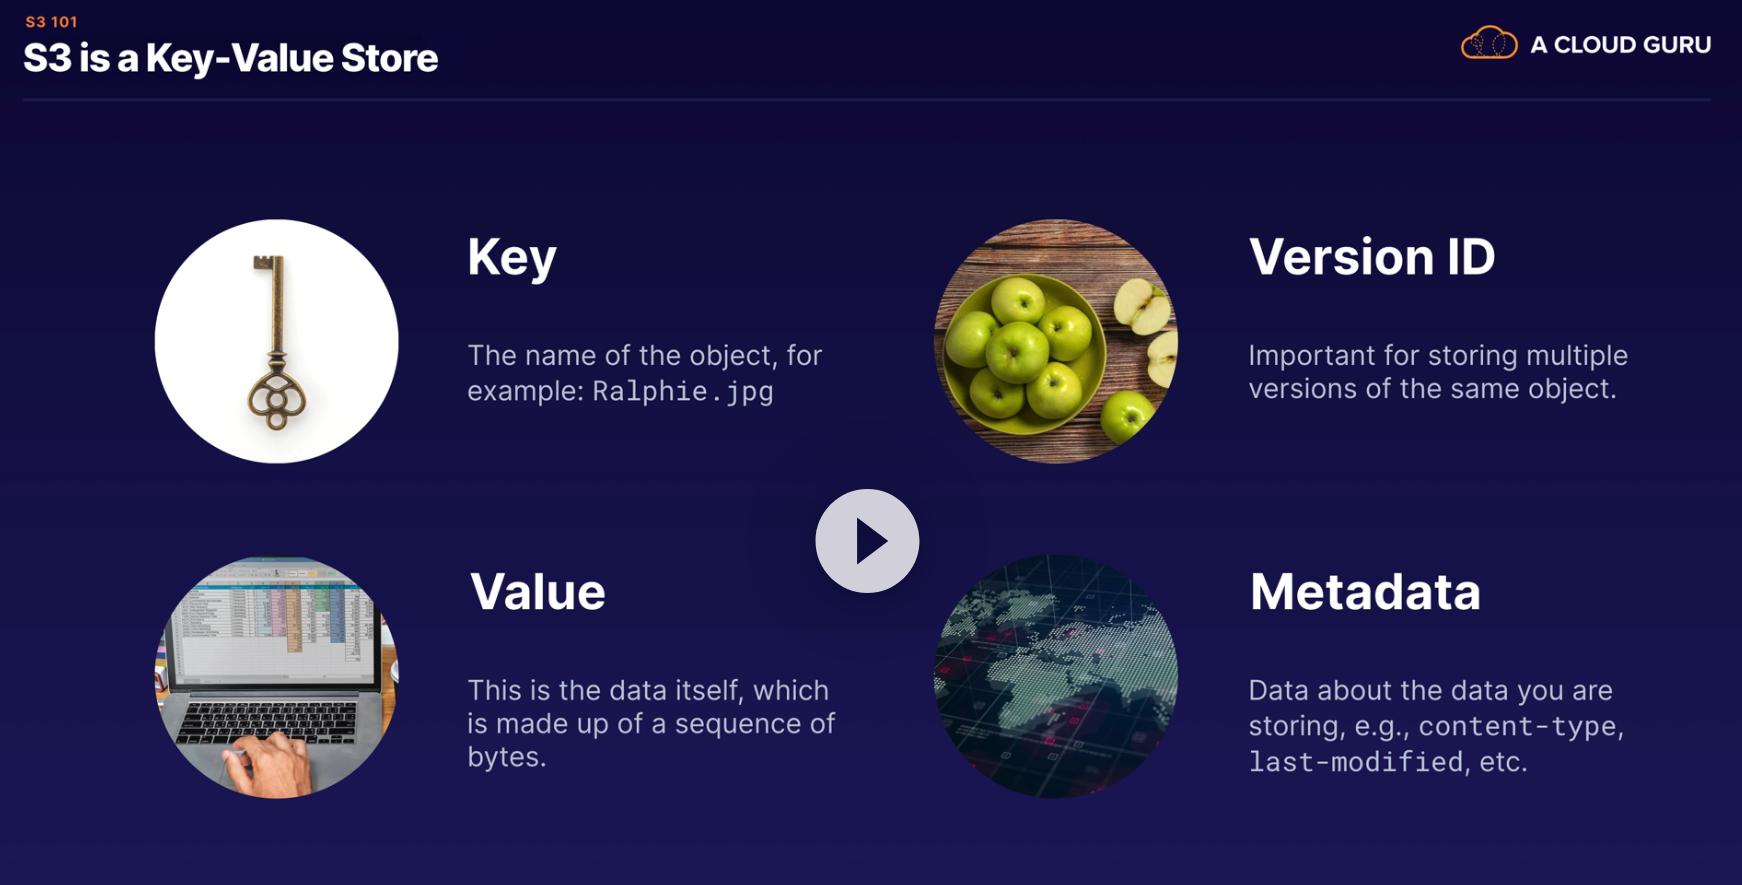 S3 101
S3 is a Key-Value Store
A CLOUD GURU
Key
The name of the object, for
example: Ralphie.jpg
Version ID
Important for storing multiple
versions of the same object.
Value
This is the data itself, which
is made up of a sequence of
bytes.
Metadata
Data about the data you are
storing, e.g., content-type,
last-modified, etc.